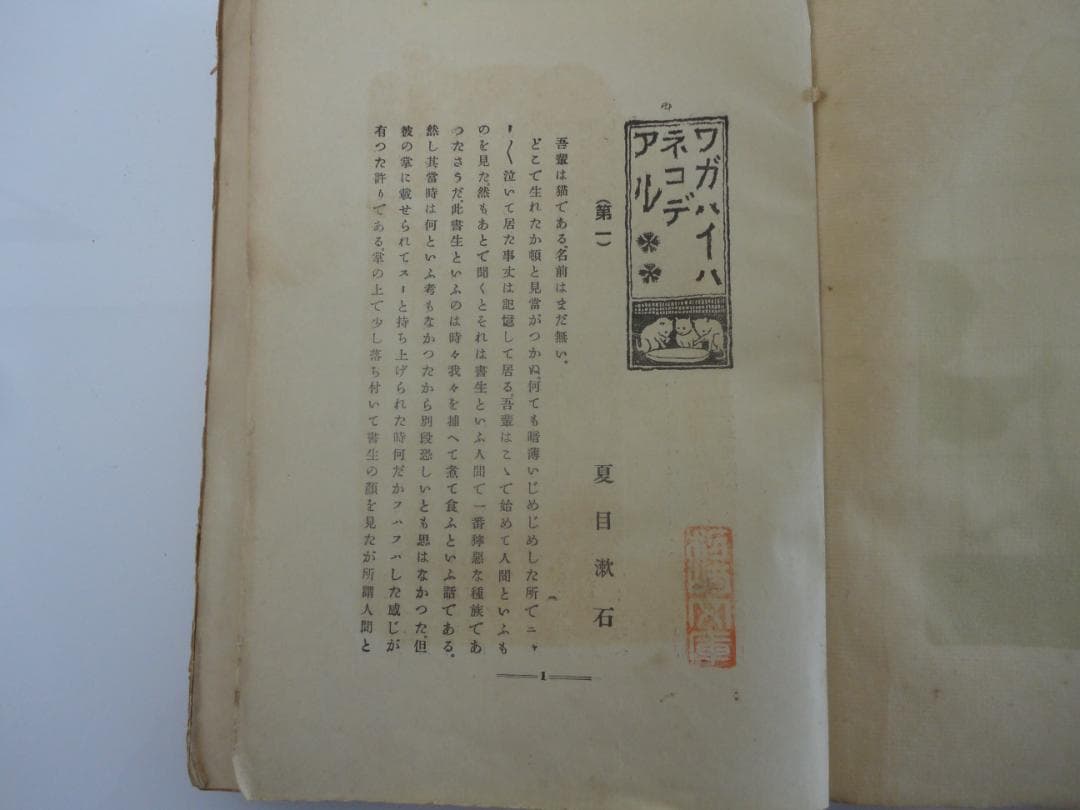 ワガハイハ
ネコデ
アル
(第一)
夏目漱石
吾輩は猫である。名前はまだ無い。
どこで生れたか頓と見當がつかぬ。何ても暗薄いじめじめした所でニャ
ー〱泣いて居た事丈は記憶して居る。吾輩はこゝで始めて人間といふも
のを見た然もあとで聞くとそれは書生といふ人間て一番獰惡な種族であ
つたさうだ。此書生といふのは時々我々を捕へて煮て食ふといふ話である。
然し其當時は何といふ考もなかつたから別段恐しいとも思はなかつた。但
彼の掌に載せられてスーと持ち上げられた時何だかフハフハした感じが
有つた許りである。掌の上て少し落ち付いて書生の顔を見たが所謂人間と
1
文庫